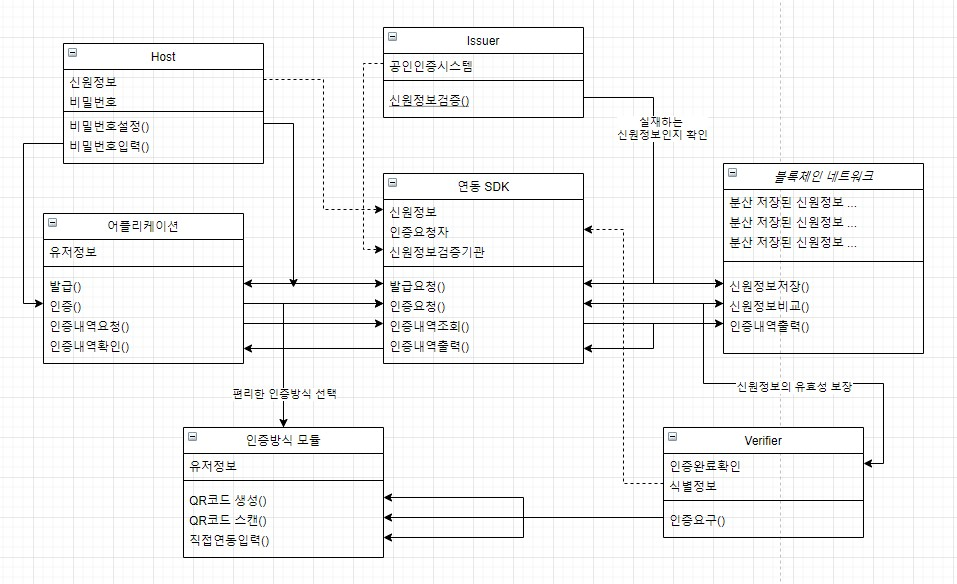 Host
신원정보
비밀번호
비밀번호설정()
비밀번호입력()
Issuer
공인인증시스템
신원정보검증()
실재하는
신원정보인지 확인
블록체인 네트워크
분산 저장된 신원정보 ...
분산 저장된 신원정보 ...
분산 저장된 신원정보 ...
신원정보저장()
신원정보비교()
인증내역출력()
연동 SDK
신원정보
인증요청자
신원정보검증기관
발급요청()
인증요청()
인증내역조회()
인증내역출력()
어플리케이션
유저정보
발급()
인증()
인증내역요청()
인증내역확인()
편리한 인증방식 선택
신원정보의 유효성 보장
인증방식 모듈
유저정보
QR코드 생성()
QR코드 스캔()
직접연동입력()
Verifier
인증완료확인
식별정보
인증요구()